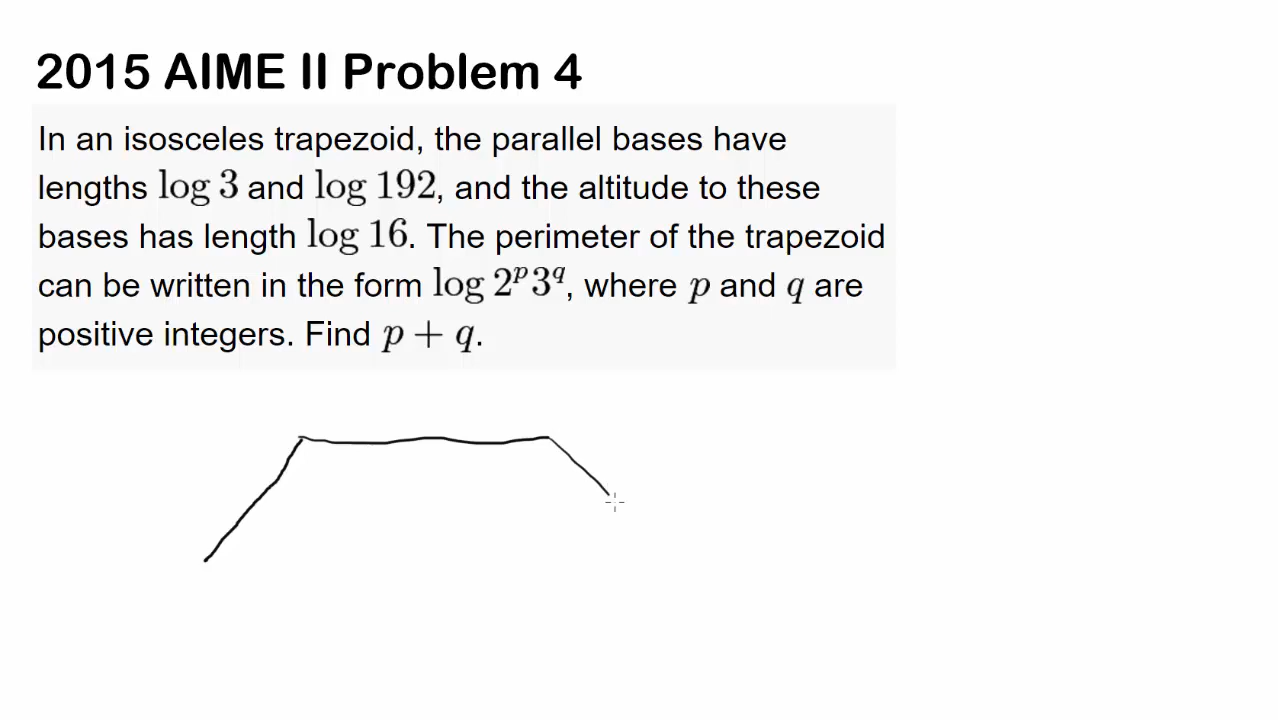 2015 AIME II Problem 4
In an isosceles trapezoid, the parallel bases have
lengths log 3 and log 192, and the altitude to these
bases has length log 16. The perimeter of the trapezoid
can be written in the form log 2^p 3^q, where p and q are
positive integers. Find p + q.